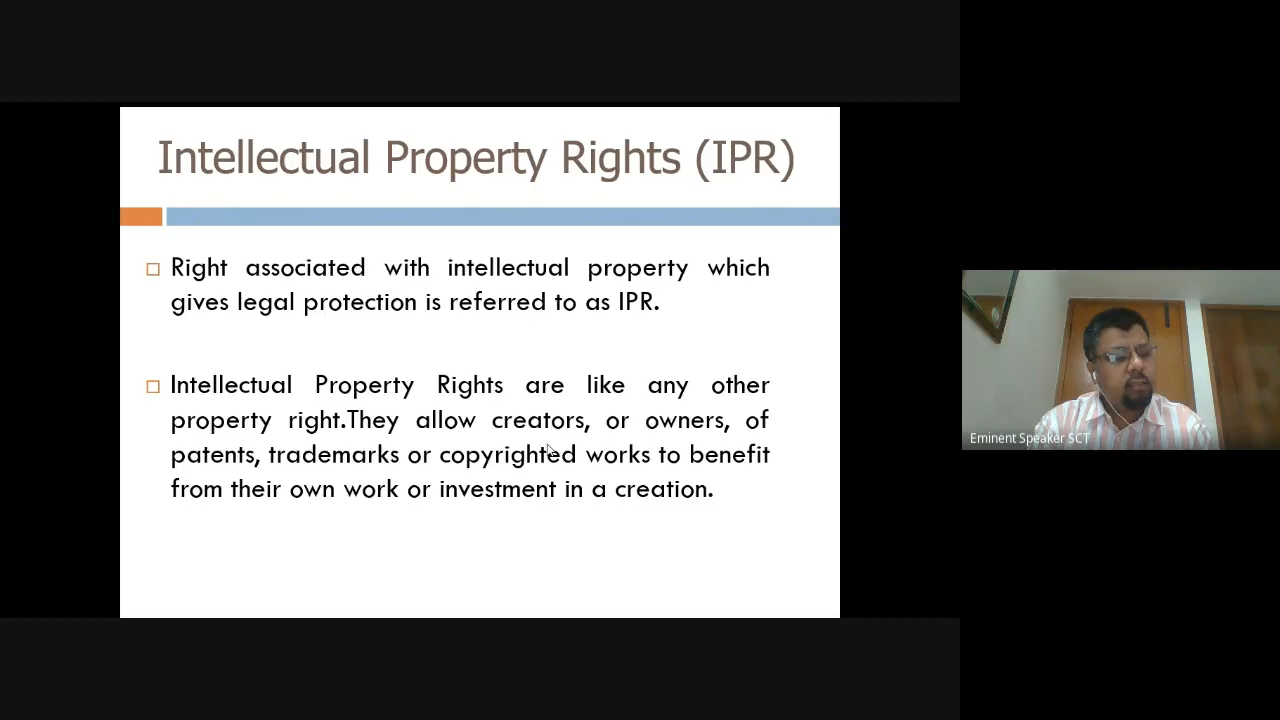 Intellectual Property Rights (IPR)
Right associated with intellectual property which
gives legal protection is referred to as IPR.
Intellectual Property Rights are like any other
property right.They allow creators, or owners, of
patents, trademarks or copyrighted works to benefit
from their own work or investment in a creation.
Eminent Speaker SCT